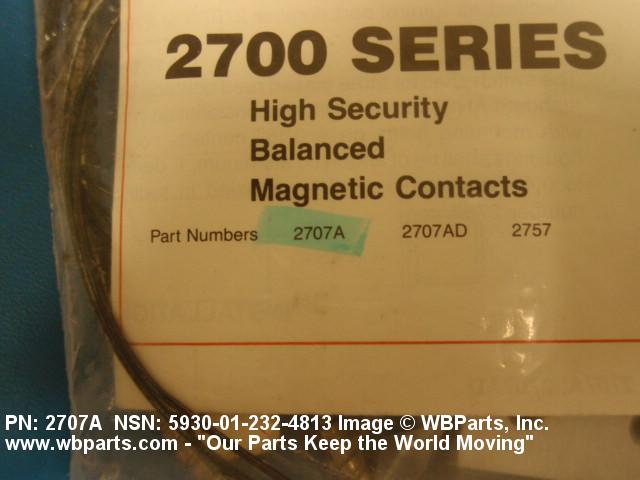 2700 SERIES
High Security
Balanced
Magnetic Contacts
Part Numbers 2707A 2707AD 2757
INSTALLATION
PN: 2707A NSN: 5930-01-232-4813 Image © WBParts, Inc.
www.wbparts.com - "Our Parts Keep the World Moving"